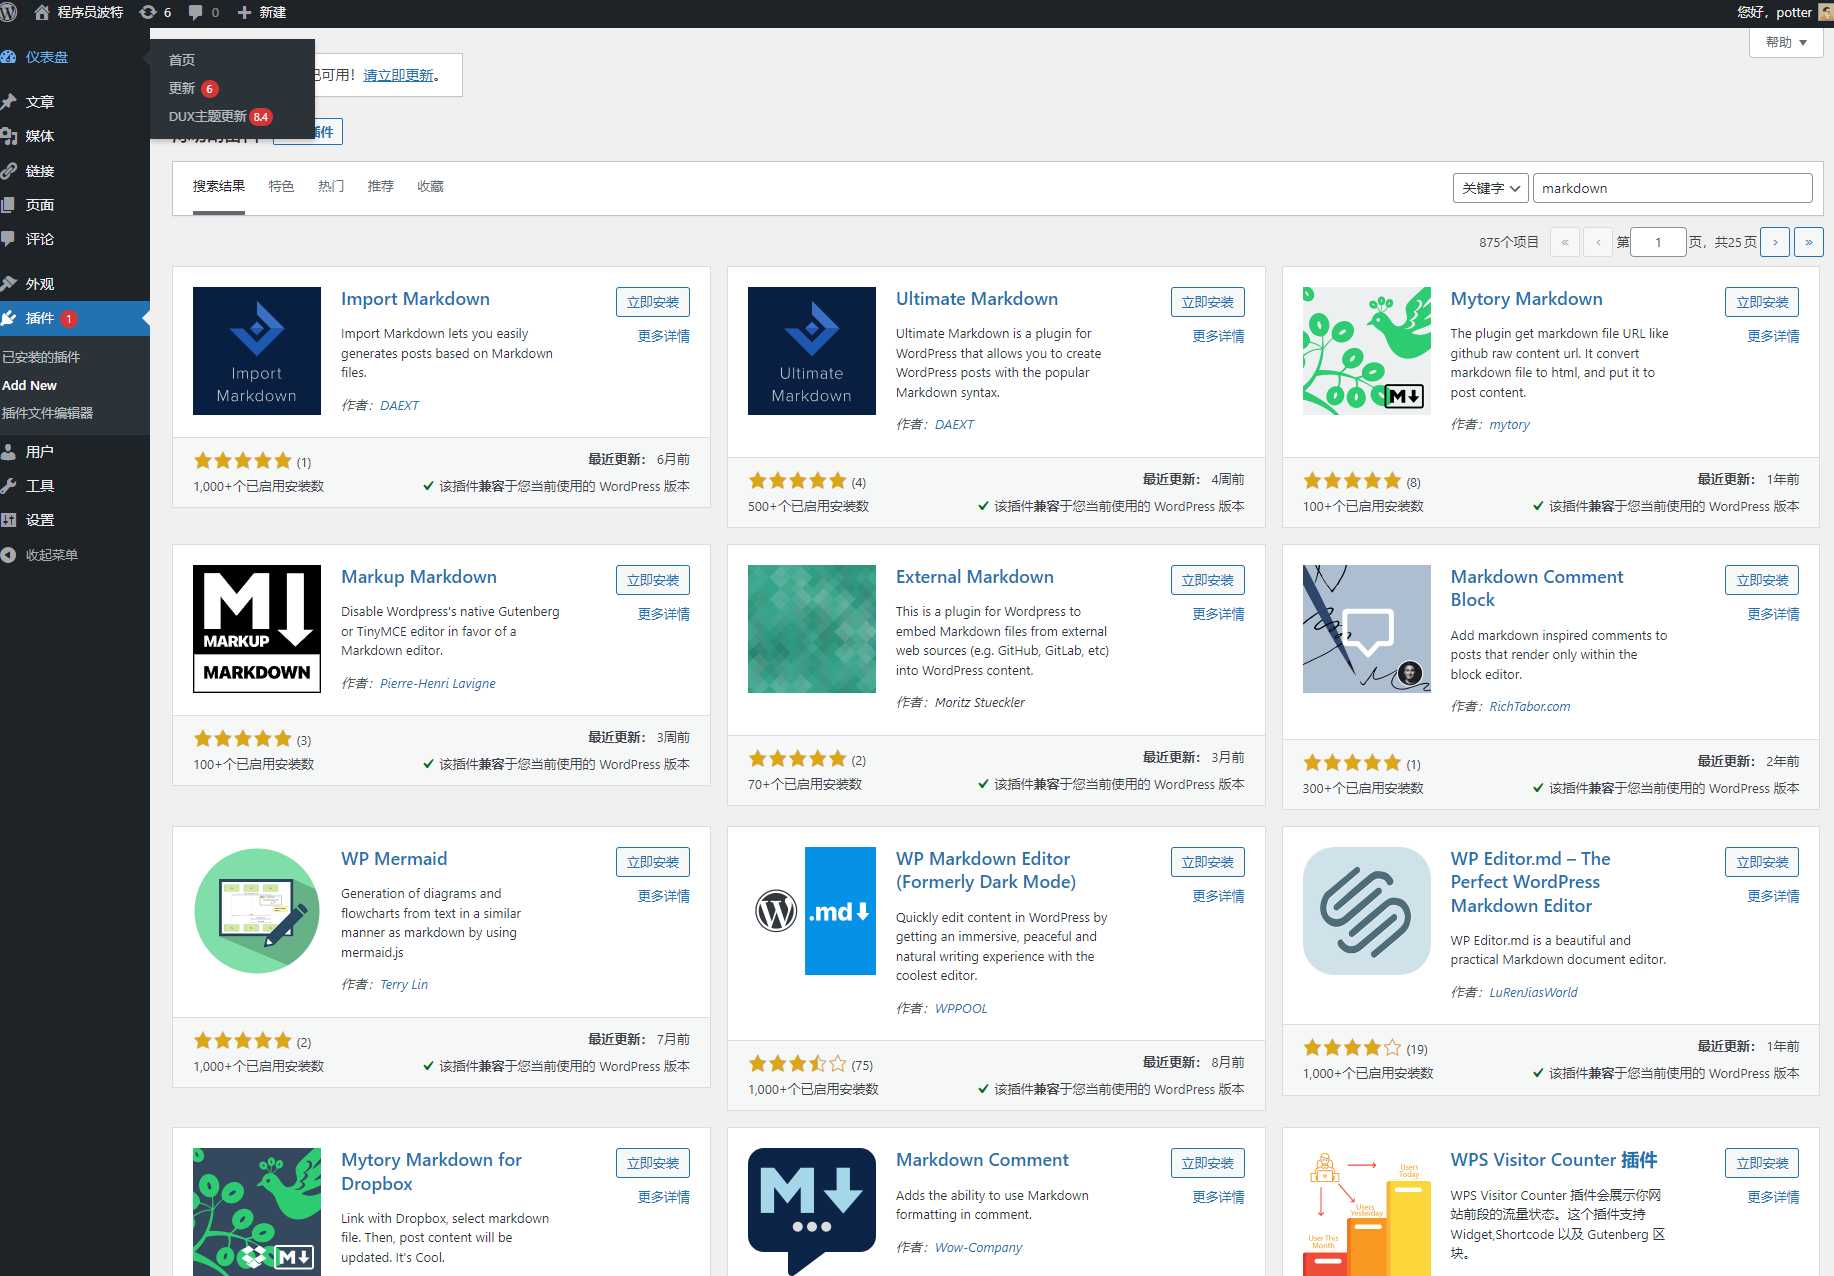 程序员波特
6
0
新建
您好，potter
仪表盘
文章
媒体
链接
页面
评论
外观
插件 1
已安装的插件
Add New
插件文件编辑器
用户
工具
设置
收起菜单
首页
更新 6
DUX主题更新 8.4
已可用！请立即更新。
帮助
插件
搜索结果
特色
热门
推荐
收藏
关键字
markdown
875个项目 « ‹ 第 1 页，共25页 › »
Import Markdown
立即安装
更多详情
Import Markdown lets you easily
generates posts based on Markdown
files.
作者：DAEXT
Import
Markdown
(1)
最近更新： 6月前
1,000+个已启用安装数
该插件兼容于您当前使用的 WordPress 版本
Ultimate Markdown
立即安装
更多详情
Ultimate Markdown is a plugin for
WordPress that allows you to create
WordPress posts with the popular
Markdown syntax.
作者：DAEXT
Ultimate
Markdown
(4)
最近更新： 4周前
500+个已启用安装数
该插件兼容于您当前使用的 WordPress 版本
Mytory Markdown
立即安装
更多详情
The plugin get markdown file URL like
github raw content url. It convert
markdown file to html, and put it to
post content.
作者：mytory
M
(8)
最近更新： 1年前
100+个已启用安装数
该插件兼容于您当前使用的 WordPress 版本
Markup Markdown
立即安装
更多详情
Disable Wordpress's native Gutenberg
or TinyMCE editor in favor of a
Markdown editor.
作者：Pierre-Henri Lavigne
M
MARKUP
MARKDOWN
(3)
最近更新： 3周前
100+个已启用安装数
该插件兼容于您当前使用的 WordPress 版本
External Markdown
立即安装
更多详情
This is a plugin for Wordpress to
embed Markdown files from external
web sources (e.g. GitHub, GitLab, etc)
into WordPress content.
作者：Moritz Stueckler
(2)
最近更新： 3月前
70+个已启用安装数
该插件兼容于您当前使用的 WordPress 版本
Markdown Comment
Block
立即安装
更多详情
Add markdown inspired comments to
posts that render only within the
block editor.
作者：RichTabor.com
(1)
最近更新： 2年前
300+个已启用安装数
该插件兼容于您当前使用的 WordPress 版本
WP Mermaid
立即安装
更多详情
Generation of diagrams and
flowcharts from text in a similar
manner as markdown by using
mermaid.js
作者：Terry Lin
(2)
最近更新： 7月前
1,000+个已启用安装数
该插件兼容于您当前使用的 WordPress 版本
WP Markdown Editor
(Formerly Dark Mode)
立即安装
更多详情
Quickly edit content in WordPress by
getting an immersive, peaceful and
natural writing experience with the
coolest editor.
作者：WPPOOL
.md
(75)
最近更新： 8月前
1,000+个已启用安装数
该插件兼容于您当前使用的 WordPress 版本
WP Editor.md – The
Perfect WordPress
Markdown Editor
立即安装
更多详情
WP Editor.md is a beautiful and
practical Markdown document editor.
作者：LuRenJiasWorld
(19)
最近更新： 1年前
1,000+个已启用安装数
该插件兼容于您当前使用的 WordPress 版本
Mytory Markdown for
Dropbox
立即安装
更多详情
Link with Dropbox, select markdown
file. Then, post content will be
updated. It's Cool.
M
Markdown Comment
立即安装
更多详情
Adds the ability to use Markdown
formatting in comment.
作者：Wow-Company
M
WPS Visitor Counter 插件
立即安装
更多详情
WPS Visitor Counter 插件会展示你网
站前段的流量状态。这个插件支持
Widget,Shortcode 以及 Gutenberg 区
块。
Users
Today
Users
Yesterday
User This
Month